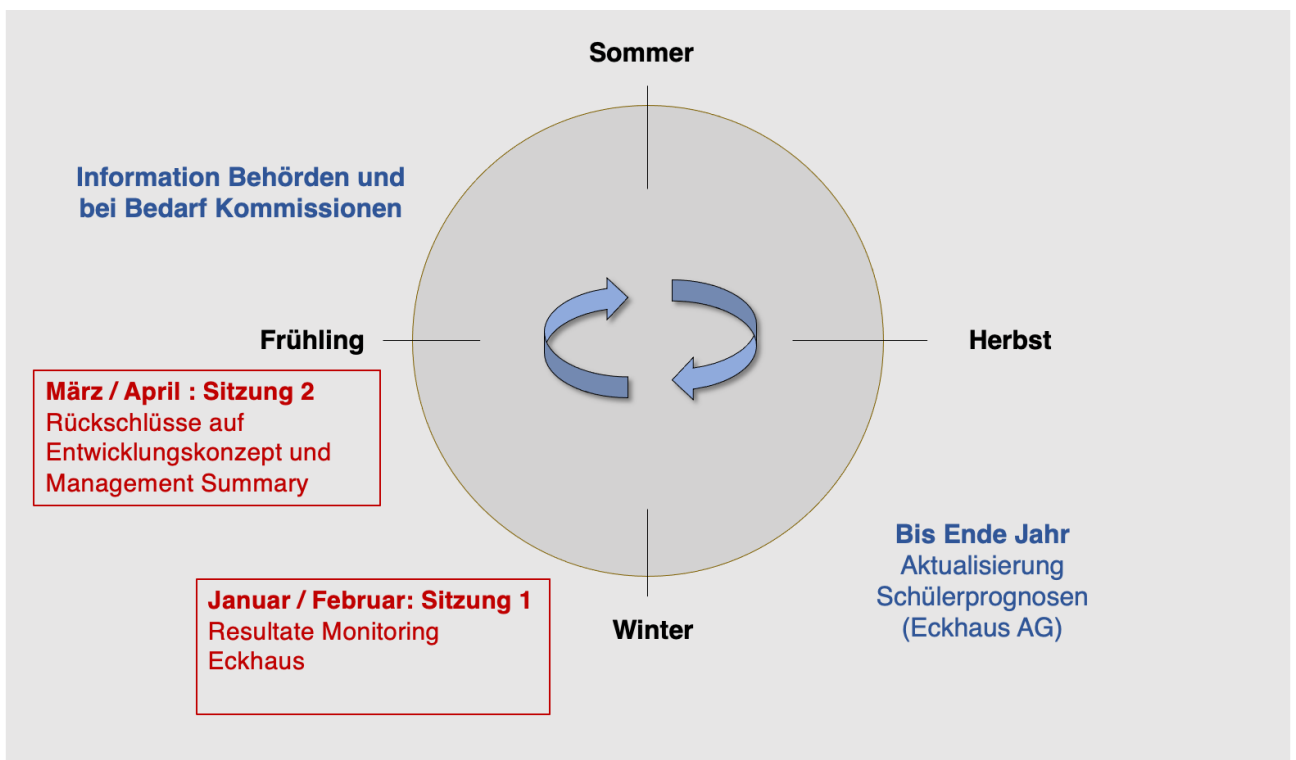 Sommer
Information Behörden und
bei Bedarf Kommissionen
Frühling
Herbst
März / April : Sitzung 2
Rückschlüsse auf
Entwicklungskonzept und
Management Summary
Bis Ende Jahr
Aktualisierung
Schülerprognosen
(Eckhaus AG)
Januar / Februar: Sitzung 1
Resultate Monitoring
Eckhaus
Winter